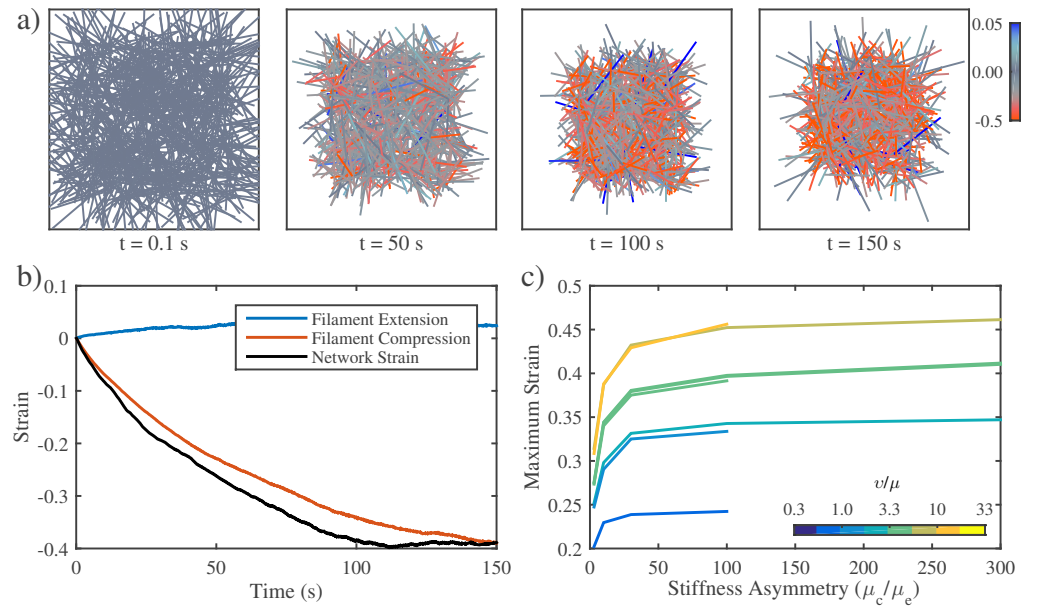 a)
0.05
0.00
-0.5
t = 0.1 s
t = 50 s
t = 100 s
t = 150 s
b)
0.1
0
-0.1
-0.2
-0.3
-0.4
Strain
Filament Extension
Filament Compression
Network Strain
0
50
100
150
Time (s)
c)
0.5
0.45
0.4
0.35
0.3
0.25
0.2
Maximum Strain
υ/μ
0.3 1.0 3.3 10 33
0
50
100
150
200
250
300
Stiffness Asymmetry (μc/μe)